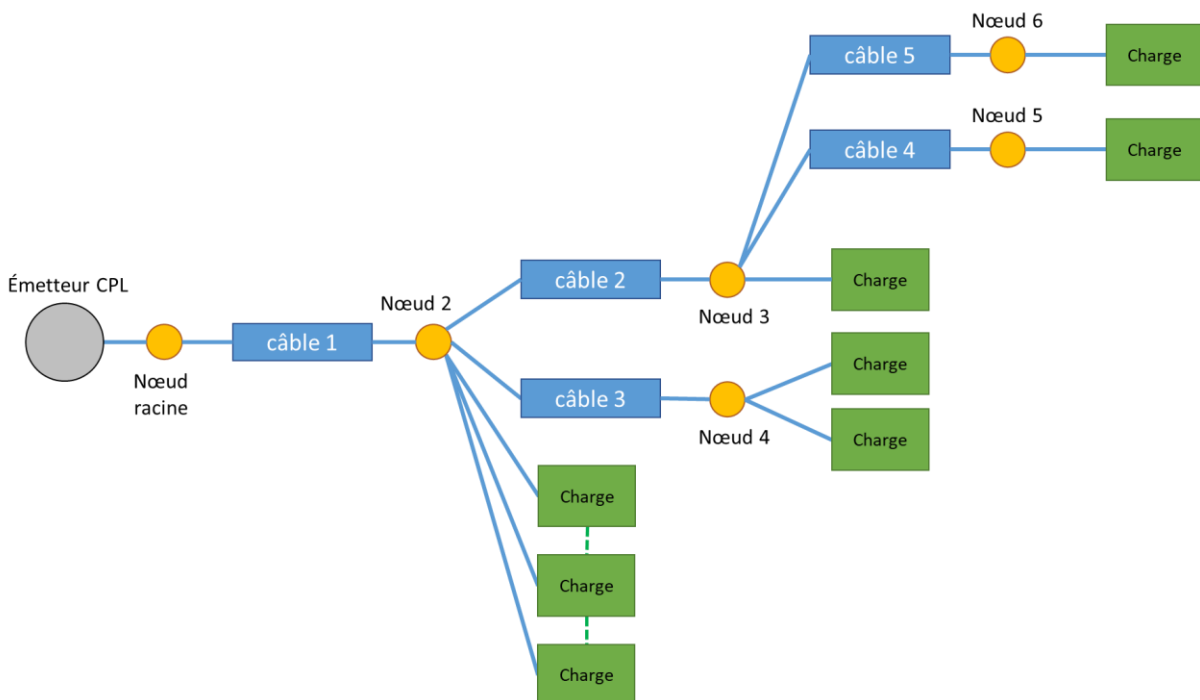 Nœud 6
câble 5
Charge
Nœud 5
câble 4
Charge
Émetteur CPL
Nœud
racine
câble 1
Nœud 2
câble 2
Nœud 3
Charge
câble 3
Nœud 4
Charge
Charge
Charge
Charge
Charge